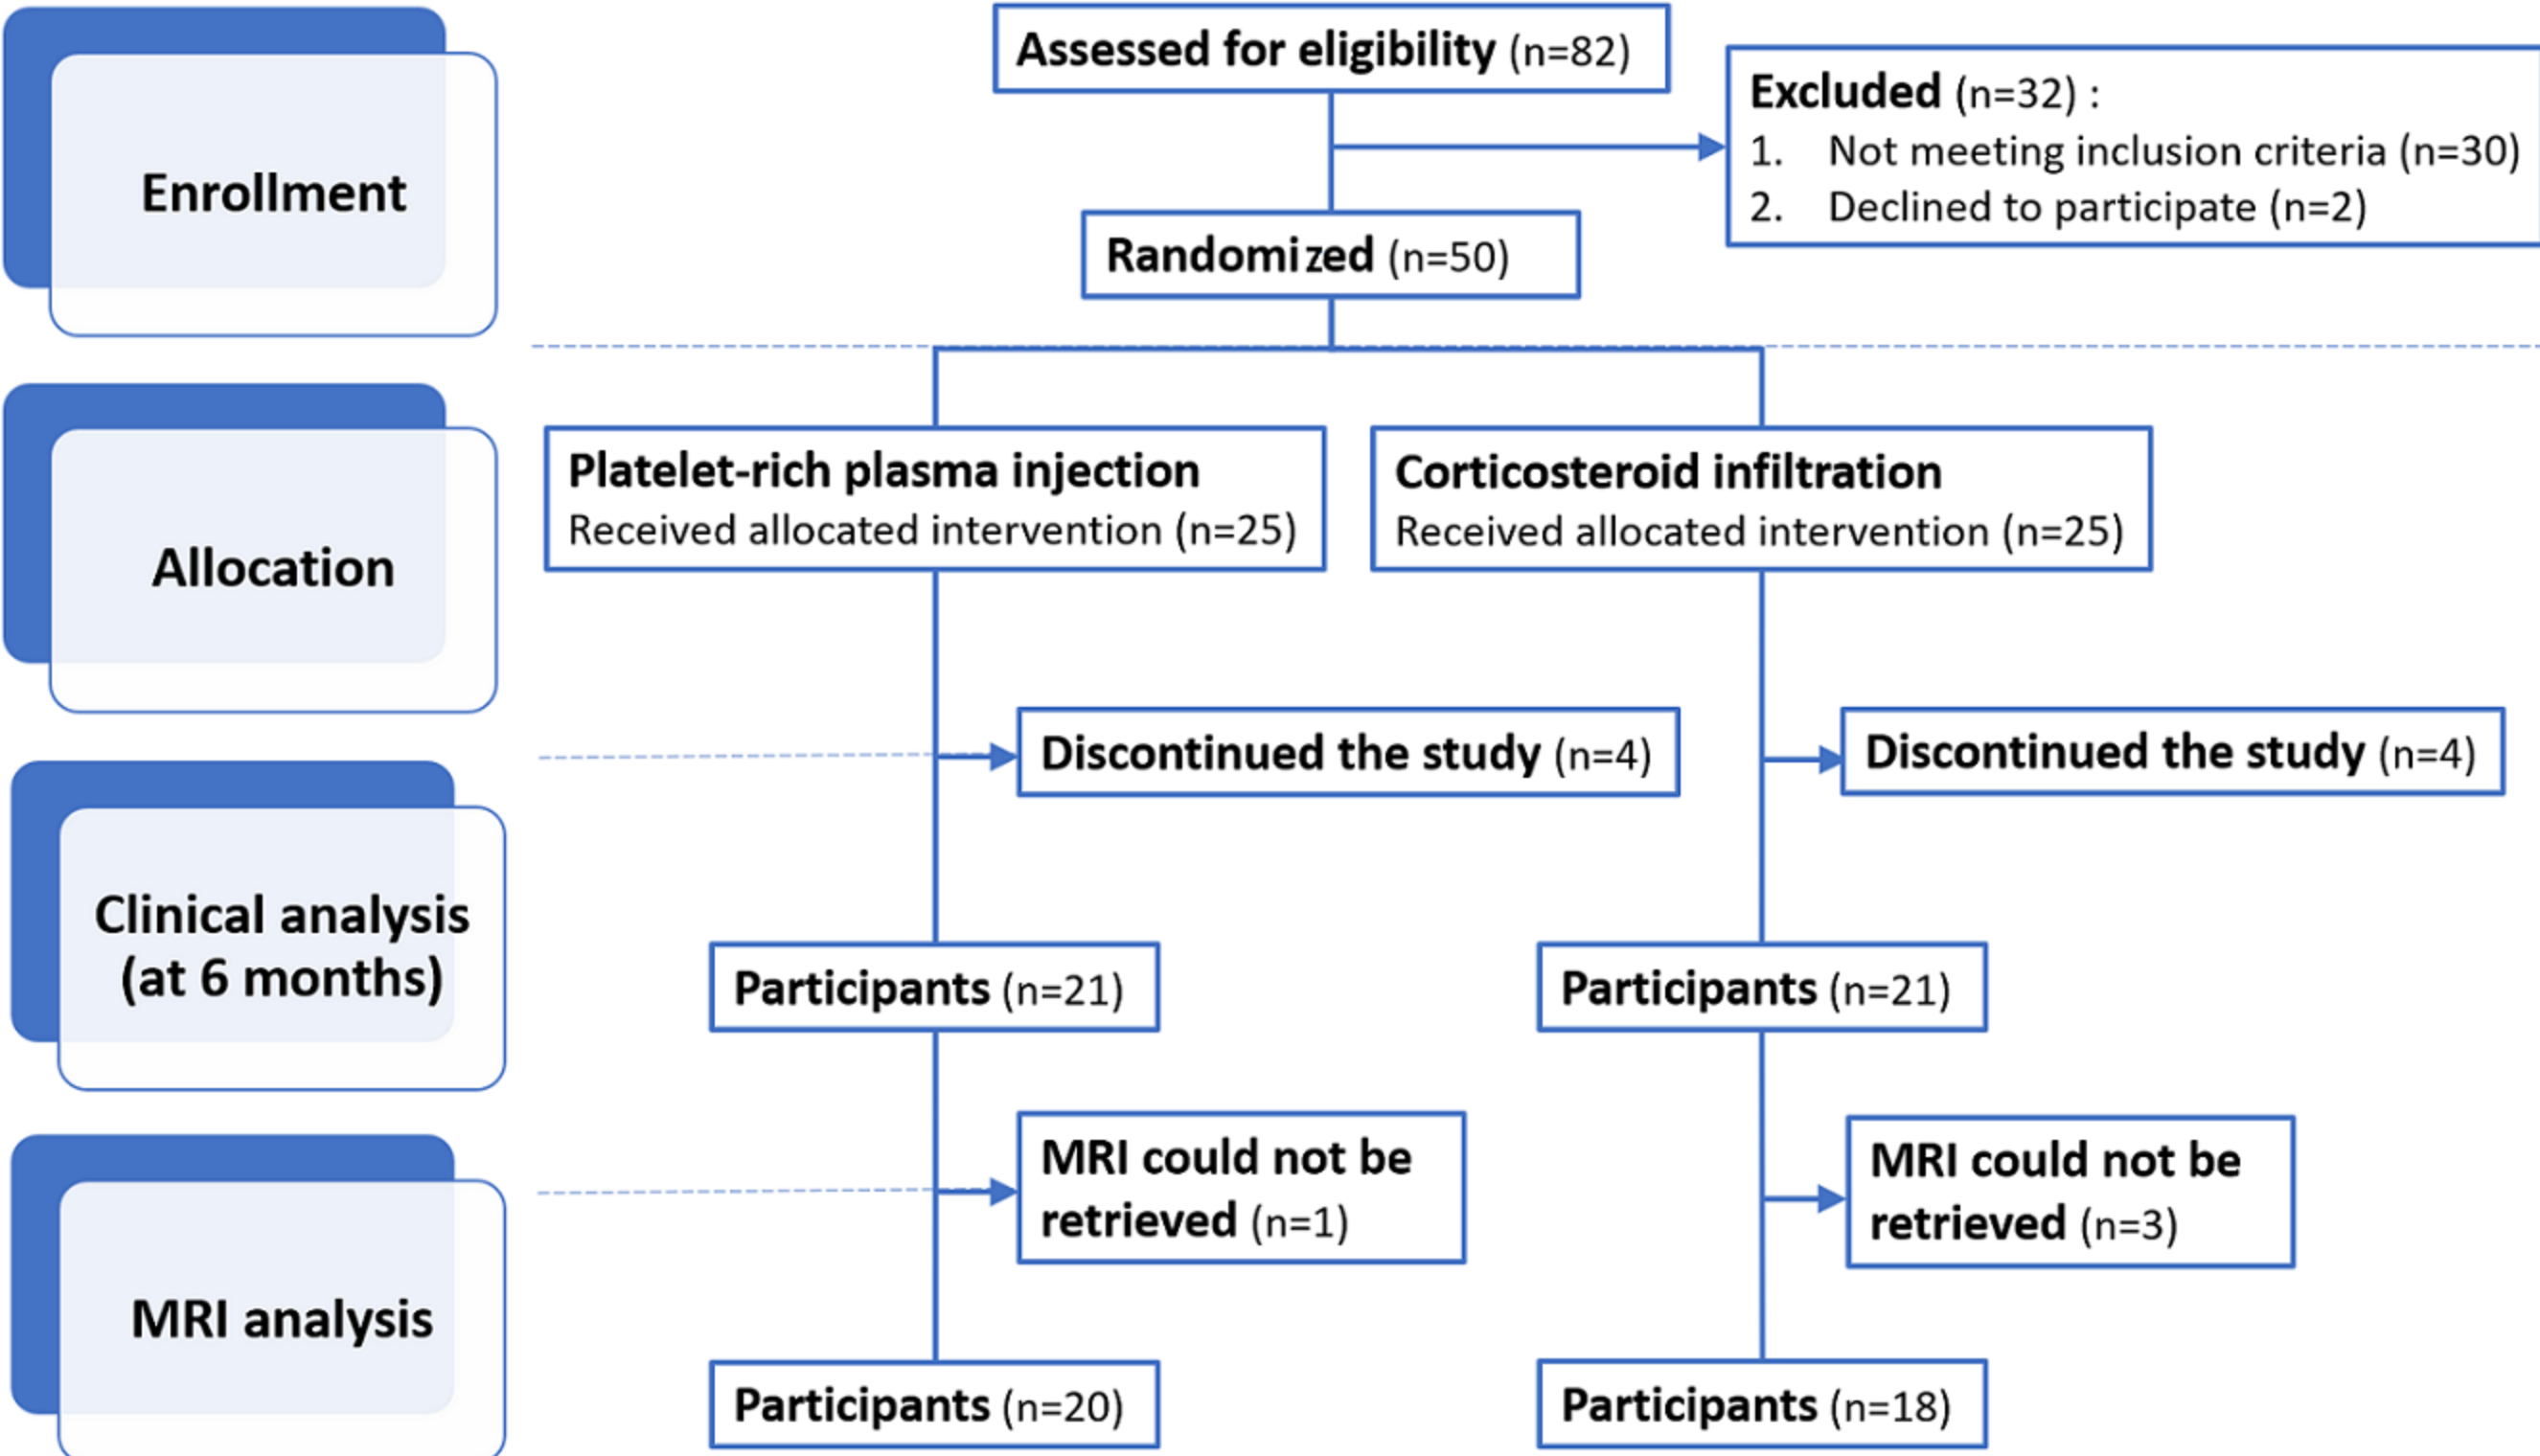 Assessed for eligibility (n=82)
Excluded (n=32) :
1. Not meeting inclusion criteria (n=30)
2. Declined to participate (n=2)
Enrollment
Randomized (n=50)
Platelet-rich plasma injection
Received allocated intervention (n=25)
Corticosteroid infiltration
Received allocated intervention (n=25)
Allocation
Discontinued the study (n=4)
Discontinued the study (n=4)
Clinical analysis
(at 6 months)
Participants (n=21)
Participants (n=21)
MRI could not be
retrieved (n=1)
MRI could not be
retrieved (n=3)
MRI analysis
Participants (n=20)
Participants (n=18)